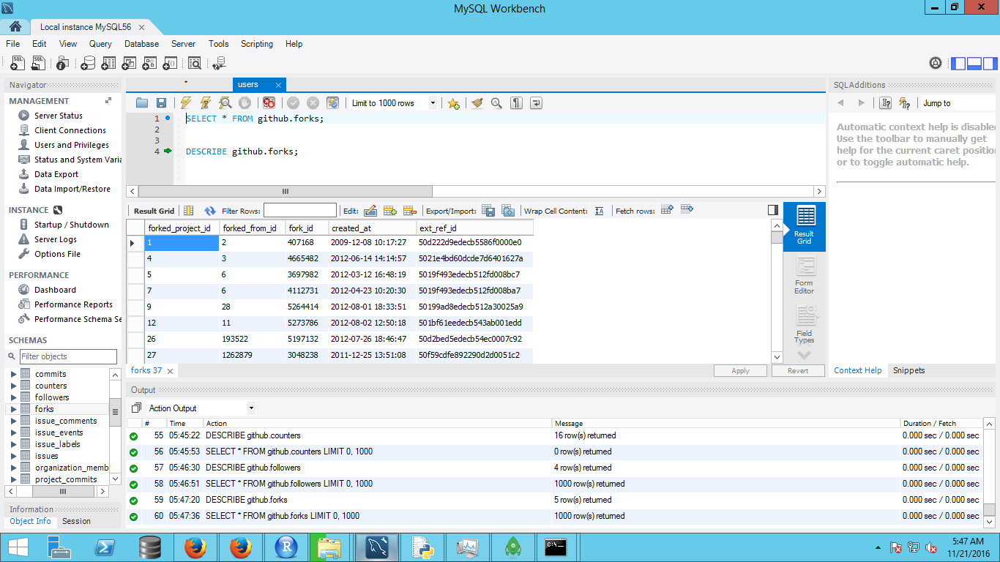 MySQL Workbench
Local instance MySQL56
File Edit View Query Database Server Tools Scripting Help
Navigator
MANAGEMENT
Server Status
Client Connections
Users and Privileges
Status and System Varia
Data Export
Data Import/Restore
INSTANCE
Startup / Shutdown
Server Logs
Options File
PERFORMANCE
Dashboard
Performance Reports
Performance Schema Se
SCHEMAS
Filter objects
commits
counters
followers
forks
issue_comments
issue_events
issue_labels
issues
organization_memb
project_commits
Information
Object Info Session
users
Limit to 1000 rows
1 SELECT * FROM github.forks;
2
3
4 DESCRIBE github.forks;
Result Grid Filter Rows: Edit: Export/Import: Wrap Cell Content: Fetch rows:
forked_project_id forked_from_id fork_id created_at ext_ref_id
1 2 407168 2009-12-08 10:17:27 50d222d9edecb5586f0000e0
4 3 4665482 2012-06-14 14:14:57 5021e4bd60dcde7d6401627a
5 6 3697982 2012-03-12 16:48:19 5019f493edecb512fd008bc7
7 6 4112731 2012-04-23 10:20:30 5019f493edecb512fd008ba7
9 28 5264414 2012-08-01 18:33:51 50199ad8edecb512a30025a9
12 11 5273786 2012-08-02 12:50:18 501bf61eedecb543ab001edd
26 193522 5197132 2012-07-26 18:46:47 50d2bed5edecb54ec0007c92
27 1262879 3048238 2011-12-25 13:51:08 50f59cdfe892290d2d0051c2
Result
Grid
Form
Editor
Field
Types
forks 37
Apply Revert
SQLAdditions
Jump to
Automatic context help is disabled
Use the toolbar to manually get
help for the current caret position
or to toggle automatic help.
Context Help Snippets
Output
Action Output
# Time Action Message Duration / Fetch
55 05:45:22 DESCRIBE github.counters 16 row(s) returned 0.000 sec / 0.000 sec
56 05:45:53 SELECT * FROM github.counters LIMIT 0, 1000 0 row(s) returned 0.000 sec / 0.000 sec
57 05:46:30 DESCRIBE github.followers 4 row(s) returned 0.000 sec / 0.000 sec
58 05:46:51 SELECT * FROM github.followers LIMIT 0, 1000 1000 row(s) returned 0.000 sec / 0.000 sec
59 05:47:20 DESCRIBE github.forks 5 row(s) returned 0.000 sec / 0.000 sec
60 05:47:36 SELECT * FROM github.forks LIMIT 0, 1000 1000 row(s) returned 0.000 sec / 0.000 sec
5:47 AM
11/21/2016